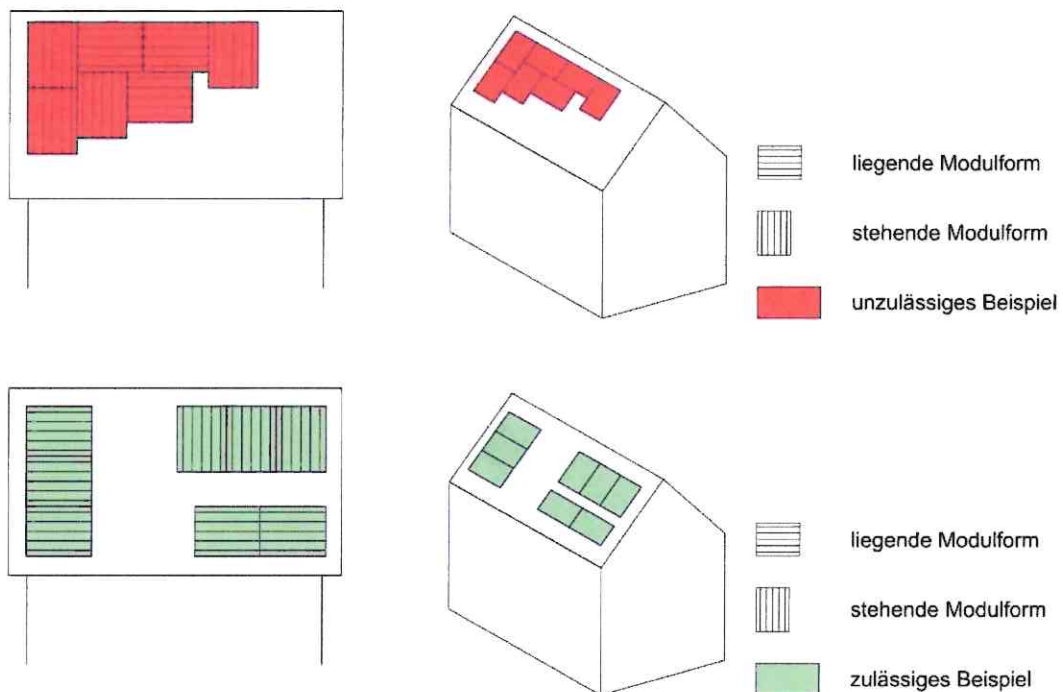 liegende Modulform
stehende Modulform
unzulässiges Beispiel
liegende Modulform
stehende Modulform
zulässiges Beispiel